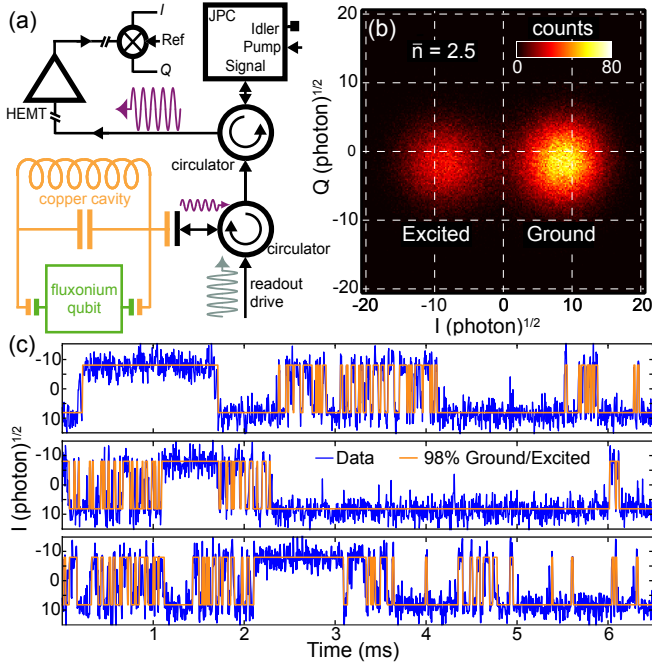 (a)
I
Ref
Q
HEMT
JPC
Idler
Pump
Signal
circulator
copper cavity
circulator
fluxonium
qubit
readout
drive
(b)
n̄ = 2.5
counts
0 80
Q (photon)^1/2
20
10
0
-10
-20
Excited Ground
-20 -10 0 10 20
I (photon)^1/2
(c)
I (photon)^1/2
-10
0
10
-10
0
10
Data 98% Ground/Excited
-10
0
10
1 2 3 4 5 6
Time (ms)